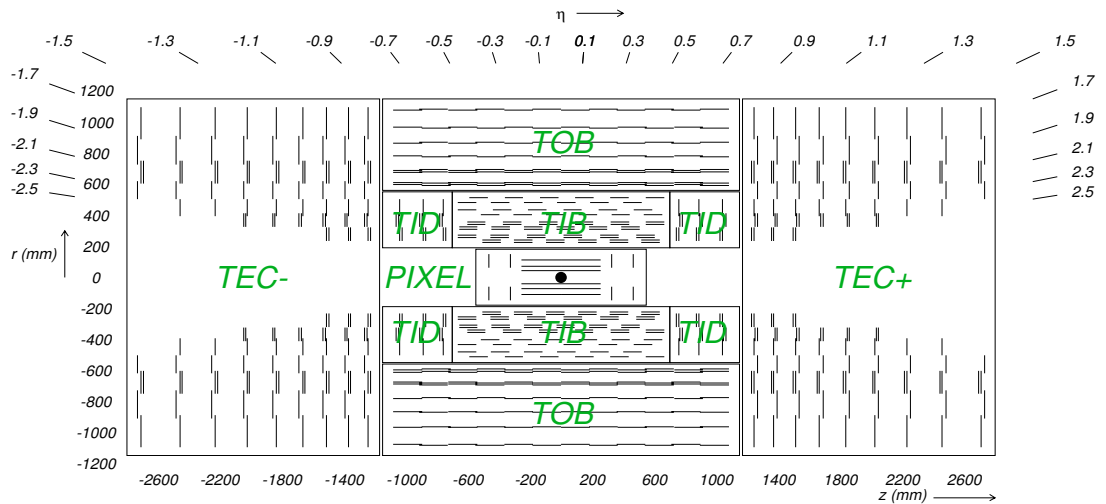 η
-1.5 -1.3 -1.1 -0.9 -0.7 -0.5 -0.3 -0.1 0.1 0.3 0.5 0.7 0.9 1.1 1.3 1.5
-1.7 1.7
1200
-1.9 1000 1.9
-2.1 800 TOB 2.1
-2.3 600 2.3
-2.5 2.5
400
TID TIB TID
200
r (mm)
0 TEC- PIXEL TEC+
-200
-400 TID TIB TID
-600
-800 TOB
-1000
-1200
-2600 -2200 -1800 -1400 -1000 -600 -200 200 600 1000 1400 1800 2200 2600
z (mm)